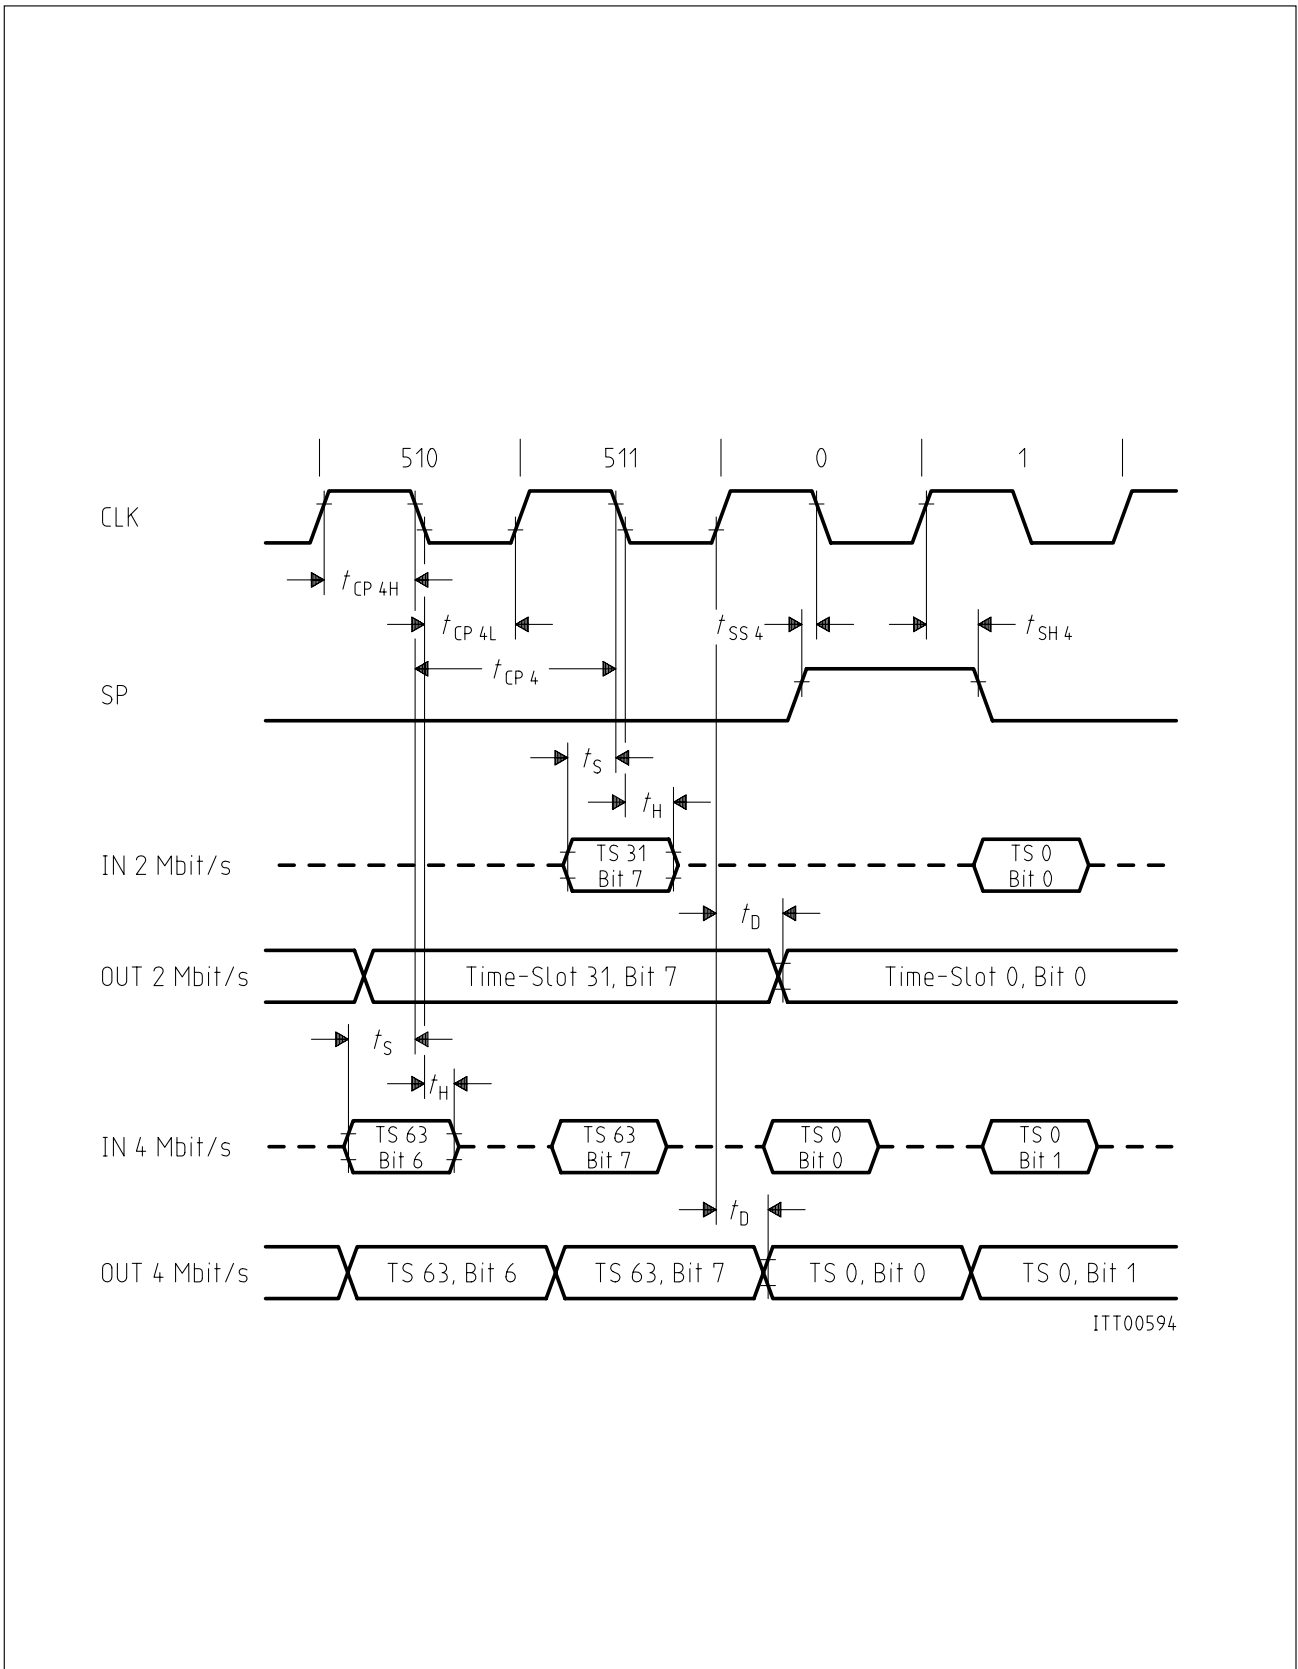 510 511 0 1
CLK
t CP 4H
t CP 4L t SS 4 t SH 4
t CP 4
SP
t S
t H
IN 2 Mbit/s
TS 31
Bit 7
TS 0
Bit 0
t D
OUT 2 Mbit/s Time-Slot 31, Bit 7 Time-Slot 0, Bit 0
t S
t H
IN 4 Mbit/s
TS 63
Bit 6
TS 63
Bit 7
TS 0
Bit 0
TS 0
Bit 1
t D
OUT 4 Mbit/s TS 63, Bit 6 TS 63, Bit 7 TS 0, Bit 0 TS 0, Bit 1
ITT00594